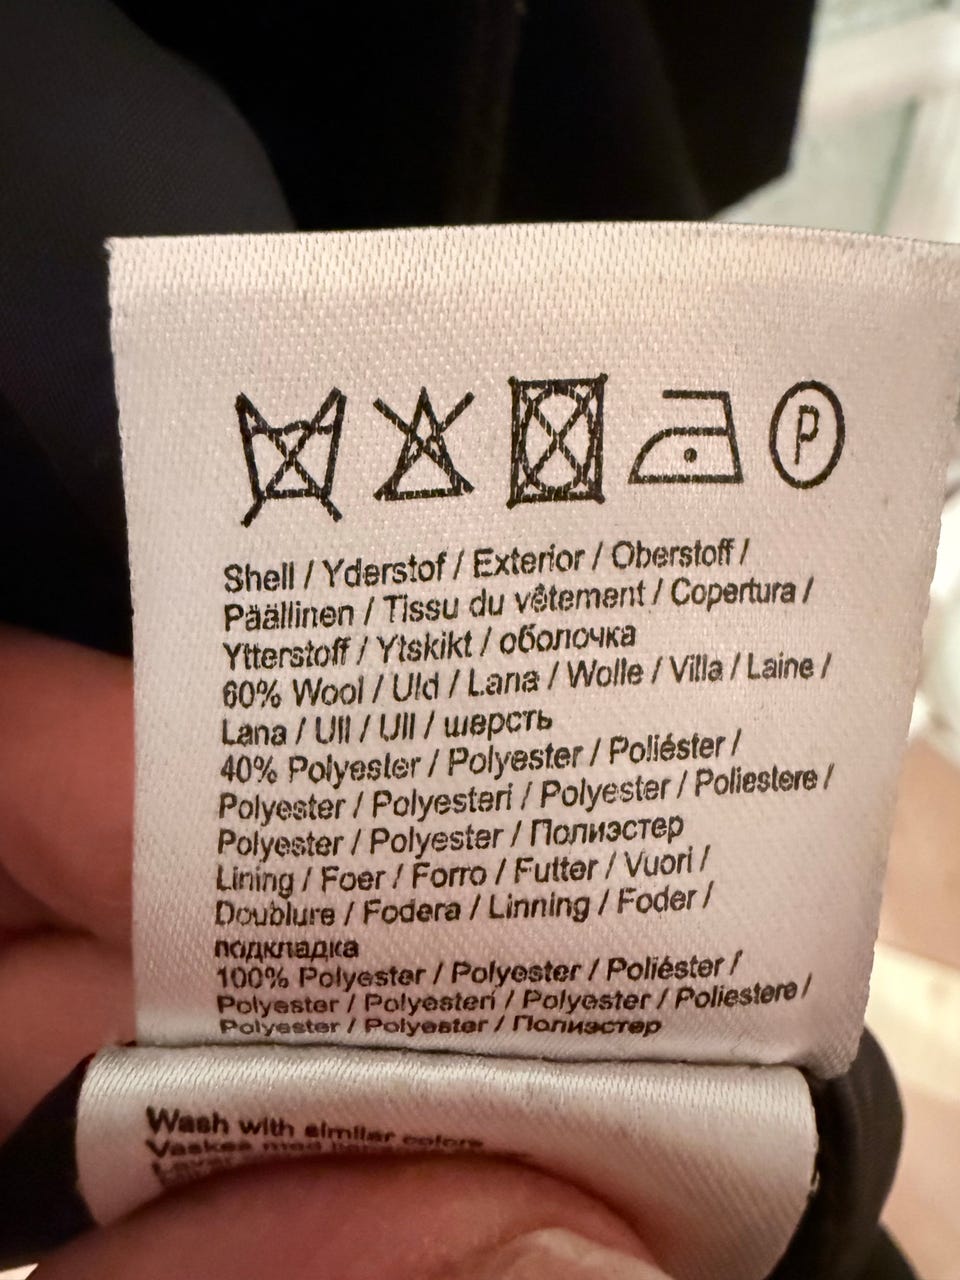 P
Shell / Yderstof / Exterior / Oberstoff /
Päällinen / Tissu du vêtement / Copertura /
Ytterstoff / Ytskikt / оболочка
60% Wool / Uld / Lana / Wolle / Villa / Laine /
Lana / Ull / Ull / шерсть
40% Polyester / Polyester / Poliéster /
Polyester / Polyesteri / Polyester / Poliestere /
Polyester / Polyester / Полиэстер
Lining / Foer / Forro / Futter / Vuori /
Doublure / Fodera / Linning / Foder /
подкладка
100% Polyester / Polyester / Poliéster /
Polyester / Polyesteri / Polyester / Poliestere /
Polyester / Polyester / Полиэстер
Wash with similar colors
Vaskes med